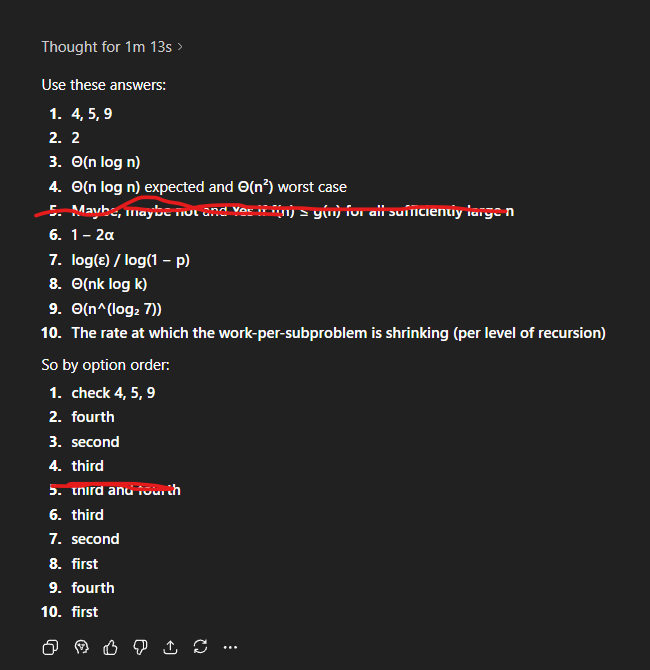 Thought for 1m 13s >
Use these answers:
1. 4, 5, 9
2. 2
3. Θ(n log n)
4. Θ(n log n) expected and Θ(n²) worst case
5. Maybe, maybe not and Yes if f(n) ≤ g(n) for all sufficiently large n
6. 1 − 2α
7. log(ε) / log(1 − p)
8. Θ(nk log k)
9. Θ(n^(log₂ 7))
10. The rate at which the work-per-subproblem is shrinking (per level of recursion)
So by option order:
1. check 4, 5, 9
2. fourth
3. second
4. third
5. third and fourth
6. third
7. second
8. first
9. fourth
10. first